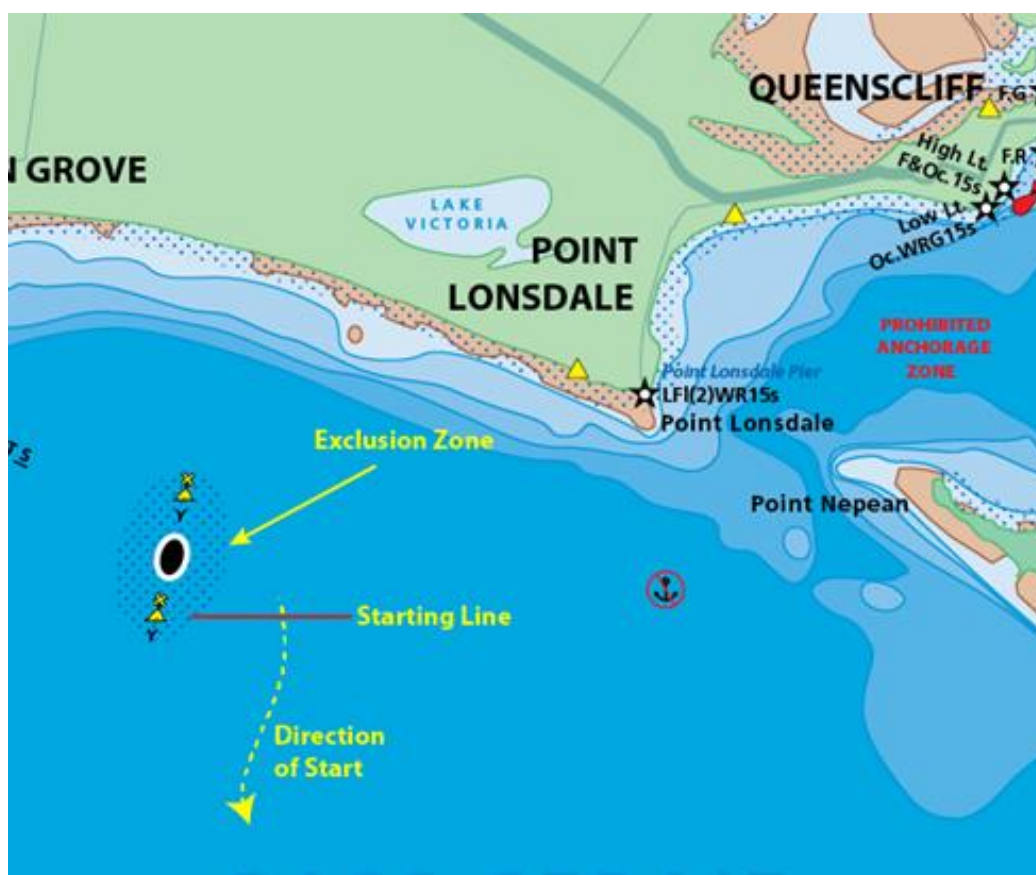 QUEENSCLIFF
F.G
High Lt.
F&Oc.15s
F.R.
N GROVE
Low Lt.
Oc.WRG15s
LAKE
VICTORIA
POINT
LONSDALE
PROHIBITED
ANCHORAGE
ZONE
Point Lonsdale Pier
LFl(2)WR15s
Point Lonsdale
Exclusion Zone
s
Y
Point Nepean
Starting Line
Y
Direction
of Start